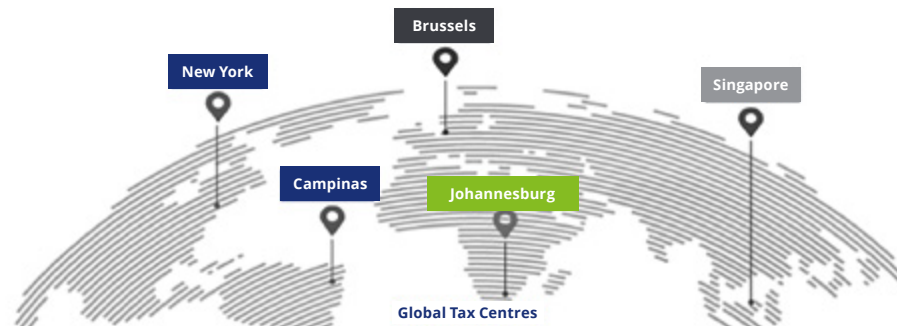 Brussels
New York
Singapore
Campinas
Johannesburg
Global Tax Centres